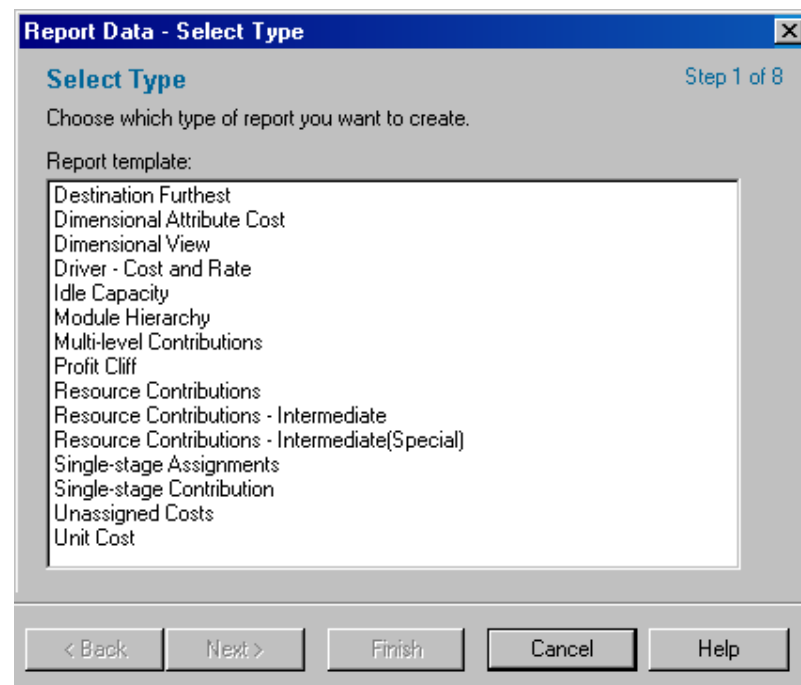 Report Data - Select Type
Select Type
Step 1 of 8
Choose which type of report you want to create.
Report template:
Destination Furthest
Dimensional Attribute Cost
Dimensional View
Driver - Cost and Rate
Idle Capacity
Module Hierarchy
Multi-level Contributions
Profit Cliff
Resource Contributions
Resource Contributions - Intermediate
Resource Contributions - Intermediate(Special)
Single-stage Assignments
Single-stage Contribution
Unassigned Costs
Unit Cost
< Back
Next >
Finish
Cancel
Help